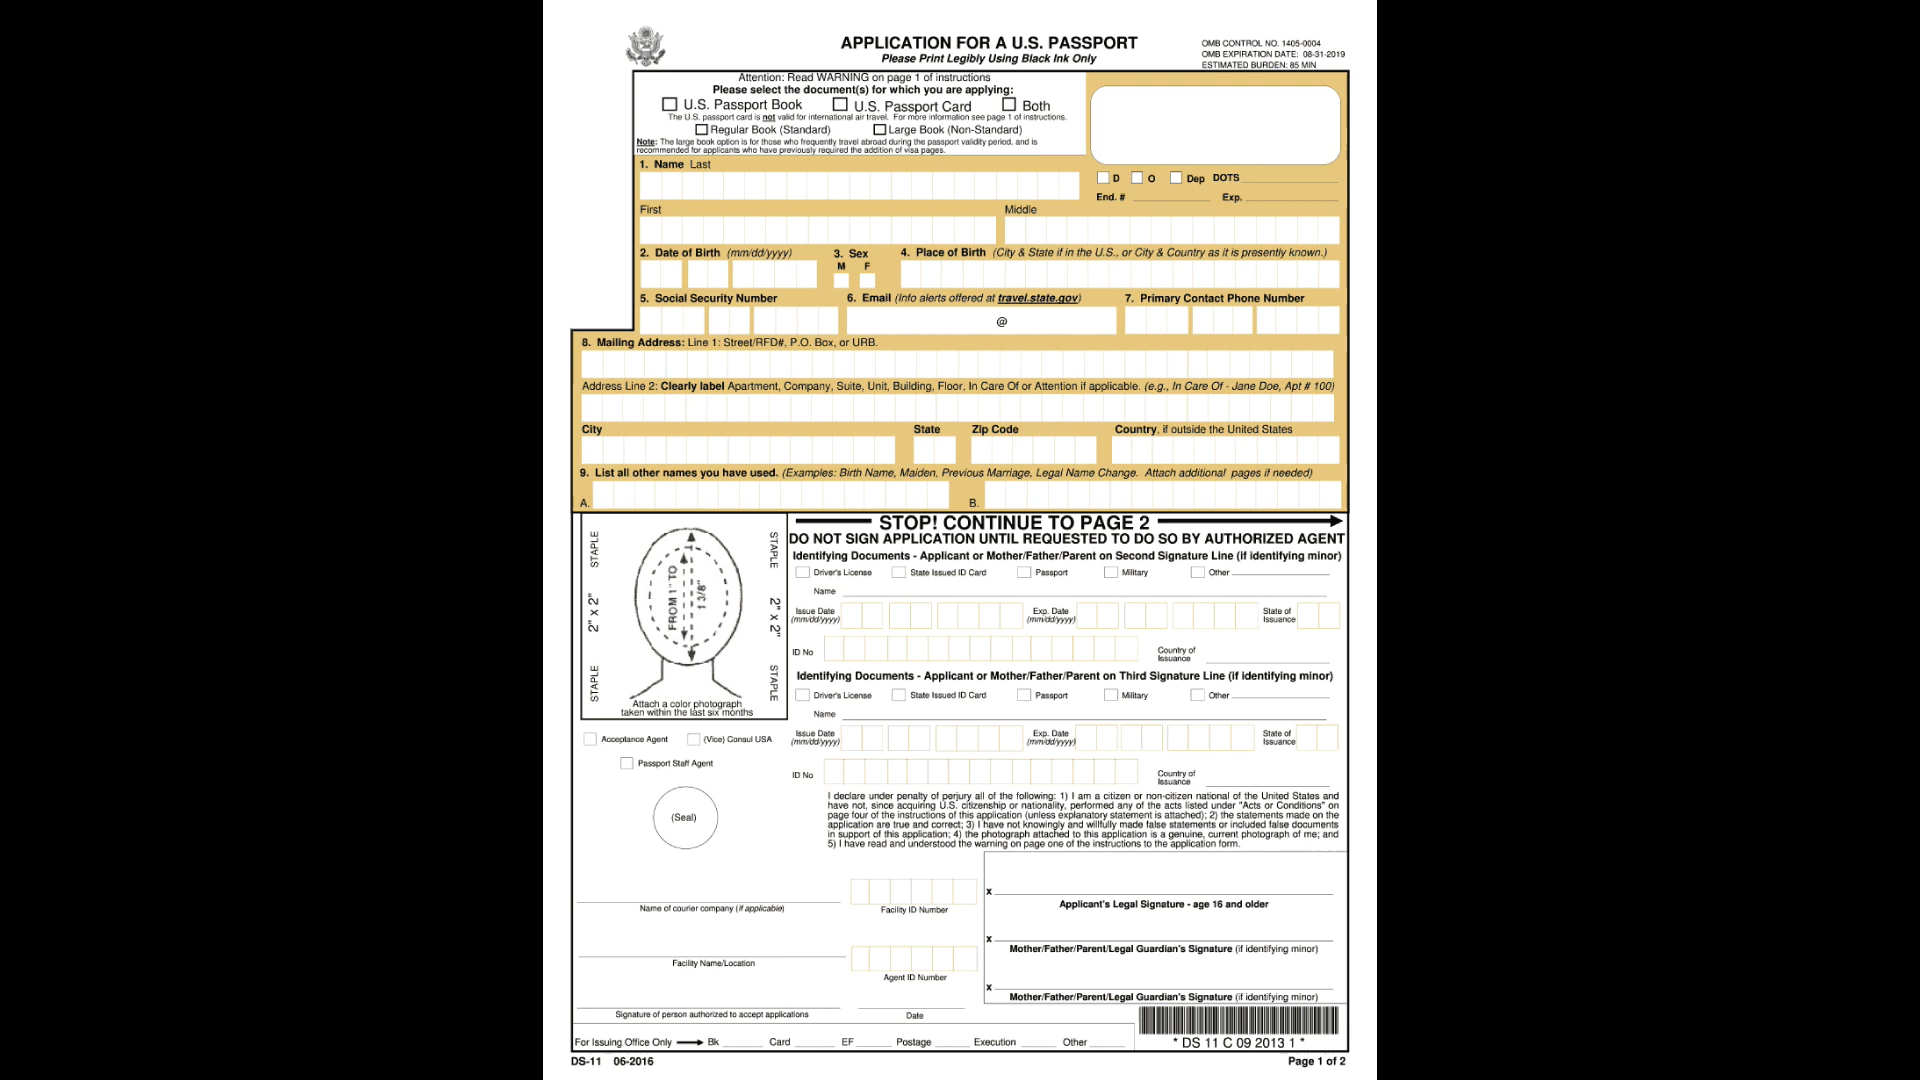 APPLICATION FOR A U.S. PASSPORT
Please Print Legibly Using Black Ink Only
OMB CONTROL NO. 1405-0004
OMB EXPIRATION DATE: 08-31-2019
ESTIMATED BURDEN: 85 MIN
Attention: Read WARNING on page 1 of instructions
Please select the document(s) for which you are applying:
U.S. Passport Book U.S. Passport Card Both
The U.S. passport card is not valid for international air travel. For more information see page 1 of instructions.
Regular Book (Standard) Large Book (Non-Standard)
Note: The large book option is for those who frequently travel abroad during the passport validity period, and is
recommended for applicants who have previously required the addition of visa pages.
1. Name Last
D O Dep DOTS
End. # Exp.
First Middle
2. Date of Birth (mm/dd/yyyy) 3. Sex 4. Place of Birth (City & State if in the U.S., or City & Country as it is presently known.)
M F
5. Social Security Number 6. Email (Info alerts offered at travel.state.gov) 7. Primary Contact Phone Number
@
8. Mailing Address: Line 1: Street/RFD#, P.O. Box, or URB.
Address Line 2: Clearly label Apartment, Company, Suite, Unit, Building, Floor, In Care Of or Attention if applicable. (e.g., In Care Of - Jane Doe, Apt # 100)
City State Zip Code Country, if outside the United States
9. List all other names you have used. (Examples: Birth Name, Maiden, Previous Marriage, Legal Name Change. Attach additional pages if needed)
A. B.
STAPLE STAPLE
2" x 2" 2" x 2"
FROM 1" TO
1 3/8"
STAPLE STAPLE
Attach a color photograph
taken within the last six months
STOP! CONTINUE TO PAGE 2
DO NOT SIGN APPLICATION UNTIL REQUESTED TO DO SO BY AUTHORIZED AGENT
Identifying Documents - Applicant or Mother/Father/Parent on Second Signature Line (if identifying minor)
Driver's License State Issued ID Card Passport Military Other
Name
Issue Date Exp. Date State of
(mm/dd/yyyy) (mm/dd/yyyy) Issuance
ID No Country of
Issuance
Identifying Documents - Applicant or Mother/Father/Parent on Third Signature Line (if identifying minor)
Driver's License State Issued ID Card Passport Military Other
Name
Issue Date Exp. Date State of
(mm/dd/yyyy) (mm/dd/yyyy) Issuance
ID No Country of
Issuance
Acceptance Agent (Vice) Consul USA
Passport Staff Agent
(Seal)
I declare under penalty of perjury all of the following: 1) I am a citizen or non-citizen national of the United States and
have not, since acquiring U.S. citizenship or nationality, performed any of the acts listed under "Acts or Conditions" on
page four of the instructions of this application (unless explanatory statement is attached); 2) the statements made on the
application are true and correct; 3) I have not knowingly and willfully made false statements or included false documents
in support of this application; 4) the photograph attached to this application is a genuine, current photograph of me; and
5) I have read and understood the warning on page one of the instructions to the application form.
x
Applicant's Legal Signature - age 16 and older
Name of courier company (if applicable) Facility ID Number
x
Mother/Father/Parent/Legal Guardian's Signature (if identifying minor)
Facility Name/Location Agent ID Number
x
Mother/Father/Parent/Legal Guardian's Signature (if identifying minor)
Signature of person authorized to accept applications Date
For Issuing Office Only Bk Card EF Postage Execution Other
* DS 11 C 09 2013 1 *
DS-11 06-2016 Page 1 of 2